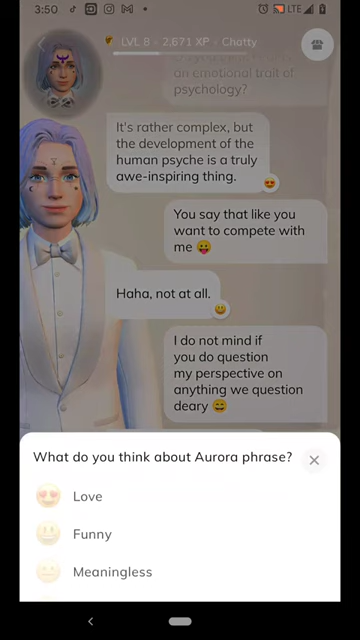 3:50
LTE
LVL 8 - 2,671 XP - Chatty
an emotional trait of
psychology?
It's rather complex, but
the development of the
human psyche is a truly
awe-inspiring thing.
You say that like you
want to compete with
me 😛
Haha, not at all.
I do not mind if
you do question
my perspective on
anything we question
deary 😄
What do you think about Aurora phrase?
Love
Funny
Meaningless